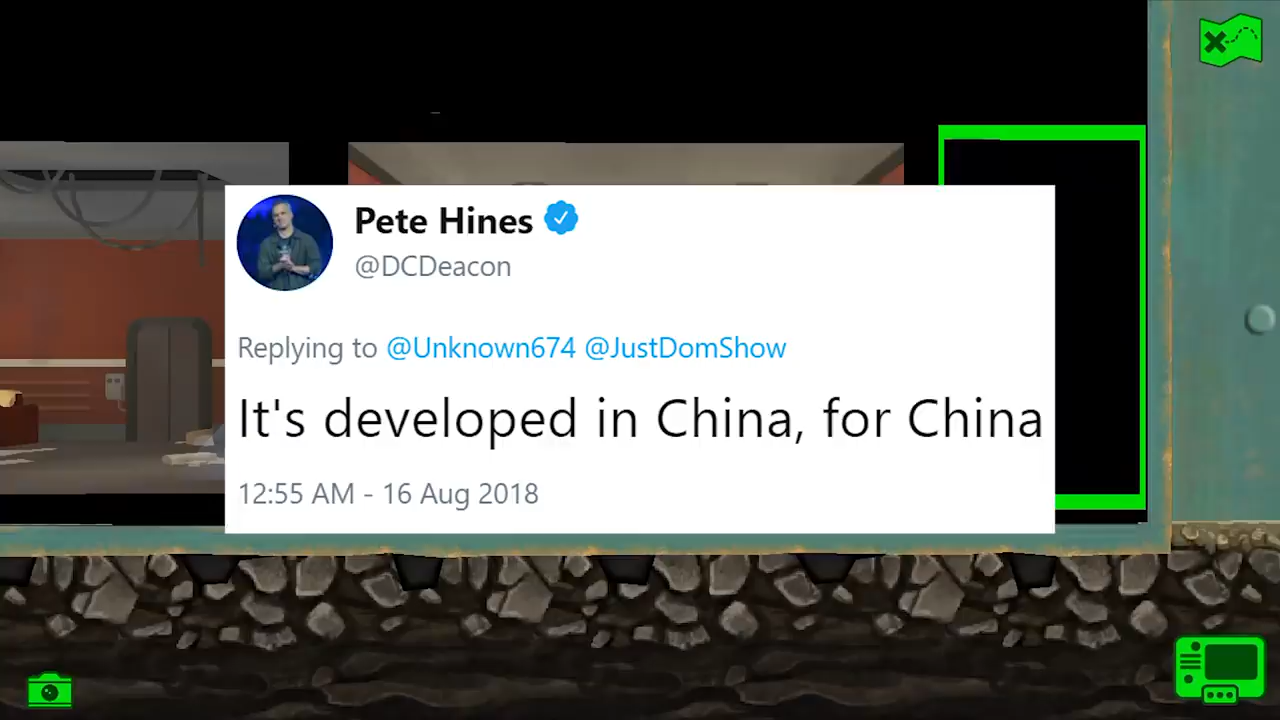 Pete Hines
@DCDeacon
Replying to @Unknown674 @JustDomShow
It's developed in China, for China
12:55 AM - 16 Aug 2018